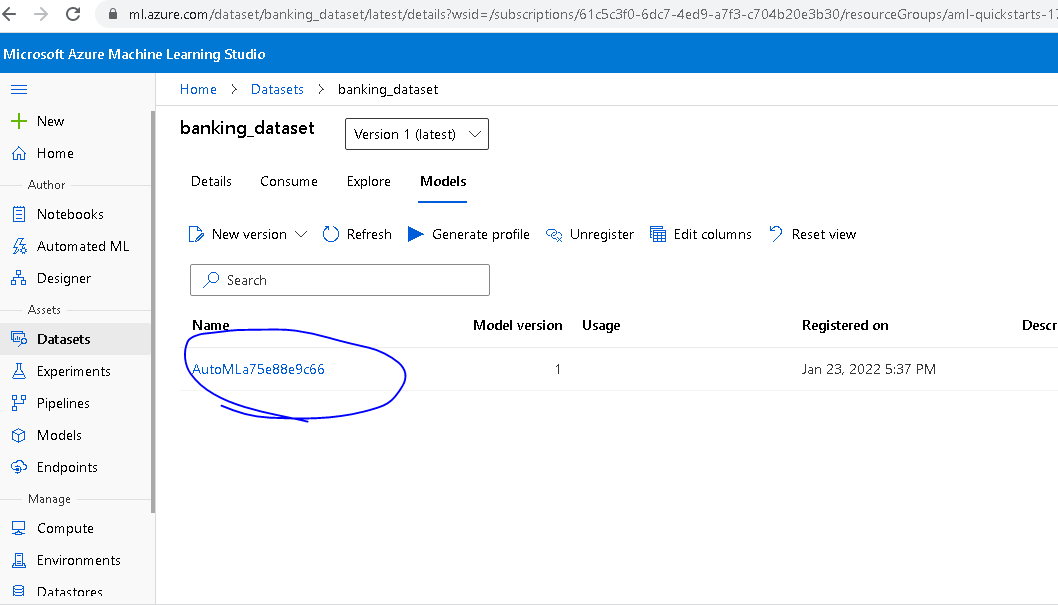 ml.azure.com/dataset/banking_dataset/latest/details?wsid=/subscriptions/61c5c3f0-6dc7-4ed9-a7f3-c704b20e3b30/resourceGroups/aml-quickstarts-17
Microsoft Azure Machine Learning Studio
New
Home
Author
Notebooks
Automated ML
Designer
Assets
Datasets
Experiments
Pipelines
Models
Endpoints
Manage
Compute
Environments
Datastores
Home > Datasets > banking_dataset
banking_dataset Version 1 (latest)
Details Consume Explore Models
New version Refresh Generate profile Unregister Edit columns Reset view
Search
Name Model version Usage Registered on Descr
AutoMLa75e88e9c66 1 Jan 23, 2022 5:37 PM